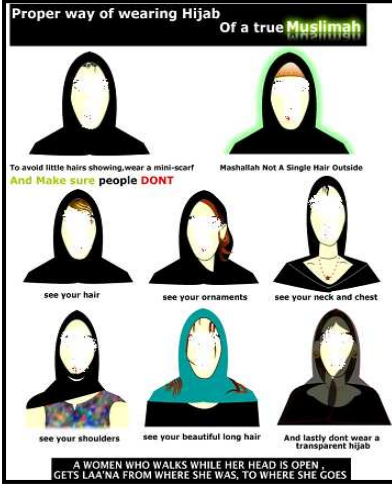 Proper way of wearing Hijab
Of a true Muslimah
To avoid little hairs showing,wear a mini-scarf
Mashallah Not A Single Hair Outside
And Make sure people DONT
see your hair
see your ornaments
see your neck and chest
see your shoulders
see your beautiful long hair
And lastly dont wear a
transparent hijab
A WOMEN WHO WALKS WHILE HER HEAD IS OPEN ,
GETS LAA'NA FROM WHERE SHE WAS, TO WHERE SHE GOES